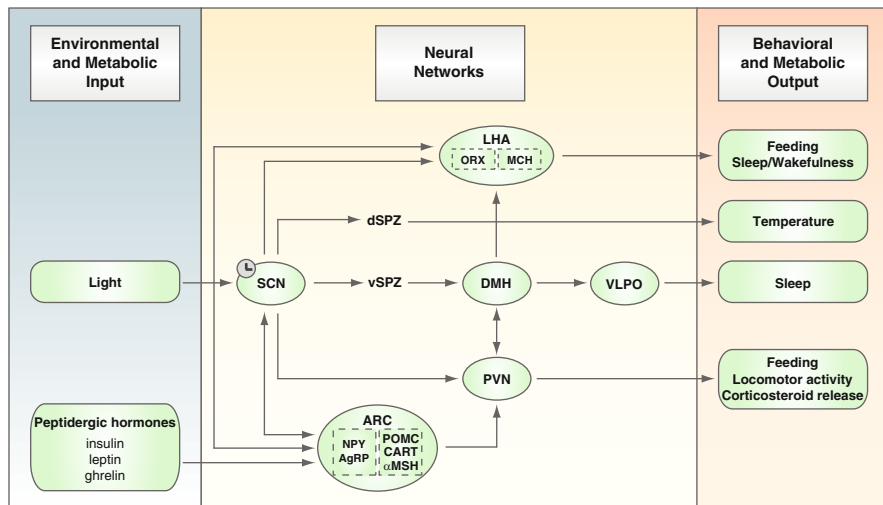 Environmental
and Metabolic
Input
Neural
Networks
Behavioral
and Metabolic
Output
LHA
ORX
MCH
Feeding
Sleep/Wakefulness
dSPZ
Temperature
Light
SCN
vSPZ
DMH
VLPO
Sleep
PVN
Feeding
Locomotor activity
Corticosteroid release
Peptidergic hormones
insulin
leptin
ghrelin
ARC
NPY
AgRP
POMC
CART
αMSH